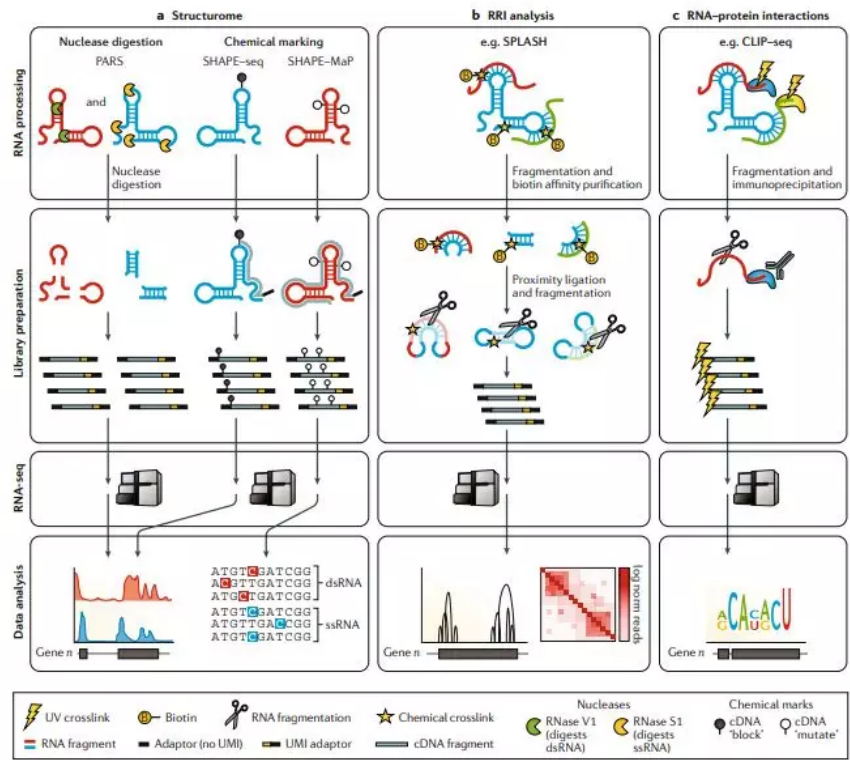 a Structurome
b RRI analysis
c RNA–protein interactions
RNA processing
Nuclease digestion
PARS
and
Nuclease
digestion
Chemical marking
SHAPE–seq
SHAPE–MaP
e.g. SPLASH
B
B
B
Fragmentation and
biotin affinity purification
e.g. CLIP–seq
Fragmentation and
immunoprecipitation
Library preparation
B
B
B
Proximity ligation
and fragmentation
RNA-seq
Data analysis
Gene n
ATGTCGATCGG
ACGTTGATCGG
ATGCTGATCGG
dsRNA
ATGTCGATCGG
ATGTTGACCGG
ATGTCGATCGG
ssRNA
Gene n
log norm reads
AGCAUCAGCU
Gene n
UV crosslink
B Biotin
RNA fragmentation
Chemical crosslink
Nucleases
RNase V1
(digests
dsRNA)
RNase S1
(digests
ssRNA)
Chemical marks
cDNA
‘block’
cDNA
‘mutate’
RNA fragment
Adaptor (no UMI)
UMI adaptor
cDNA fragment